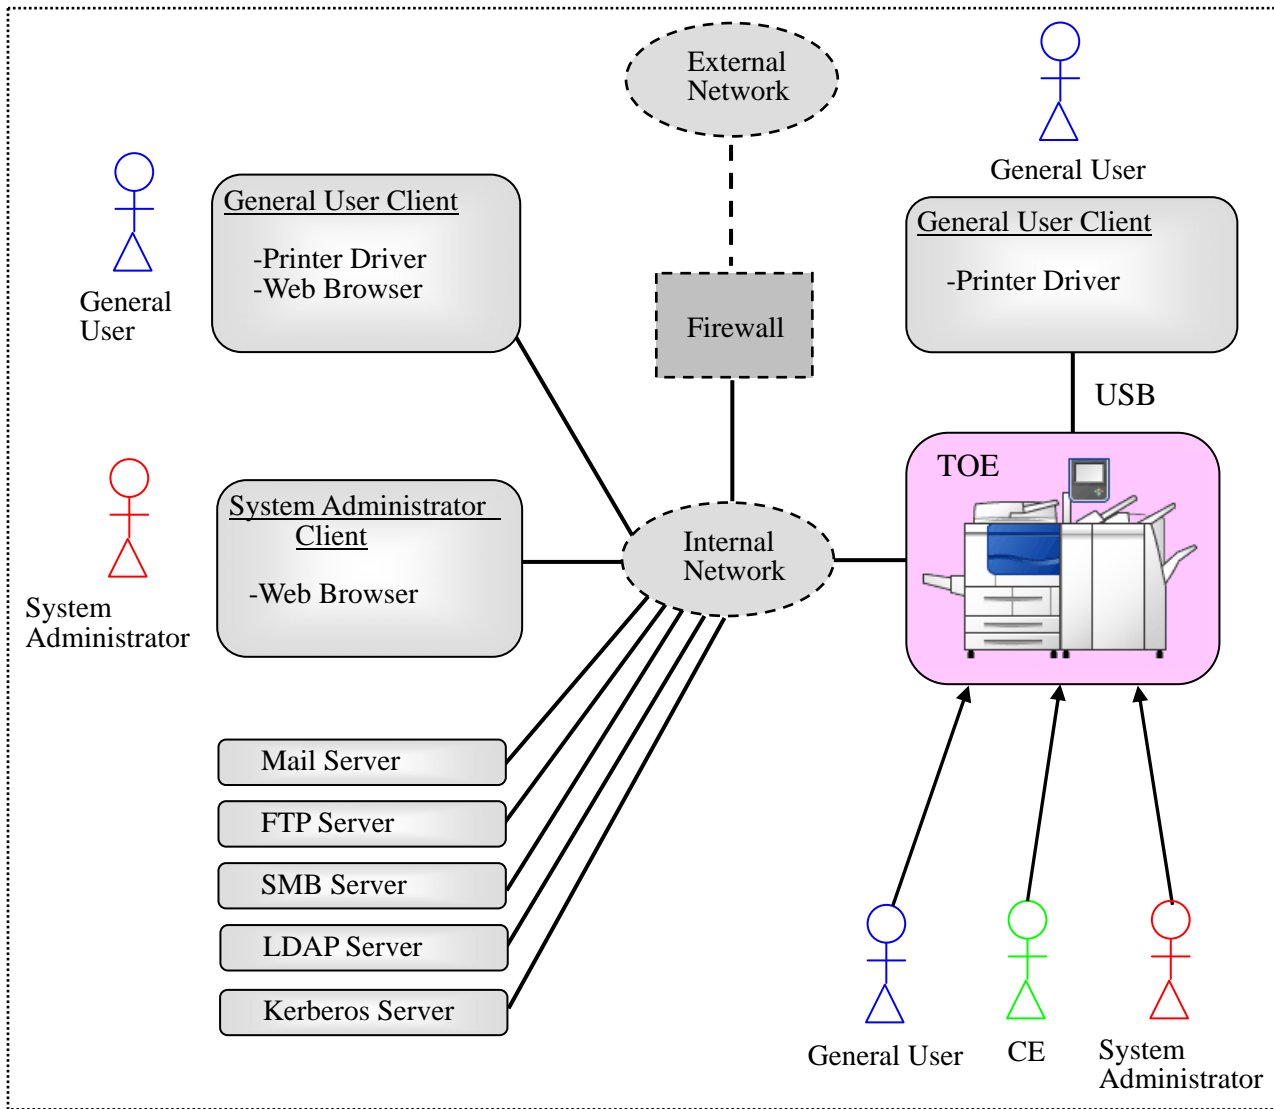 External
Network
General User
General User Client
-Printer Driver
-Web Browser
General
User
General User Client
-Printer Driver
Firewall
USB
TOE
System Administrator
Client
-Web Browser
System
Administrator
Internal
Network
Mail Server
FTP Server
SMB Server
LDAP Server
Kerberos Server
General User
CE
System
Administrator